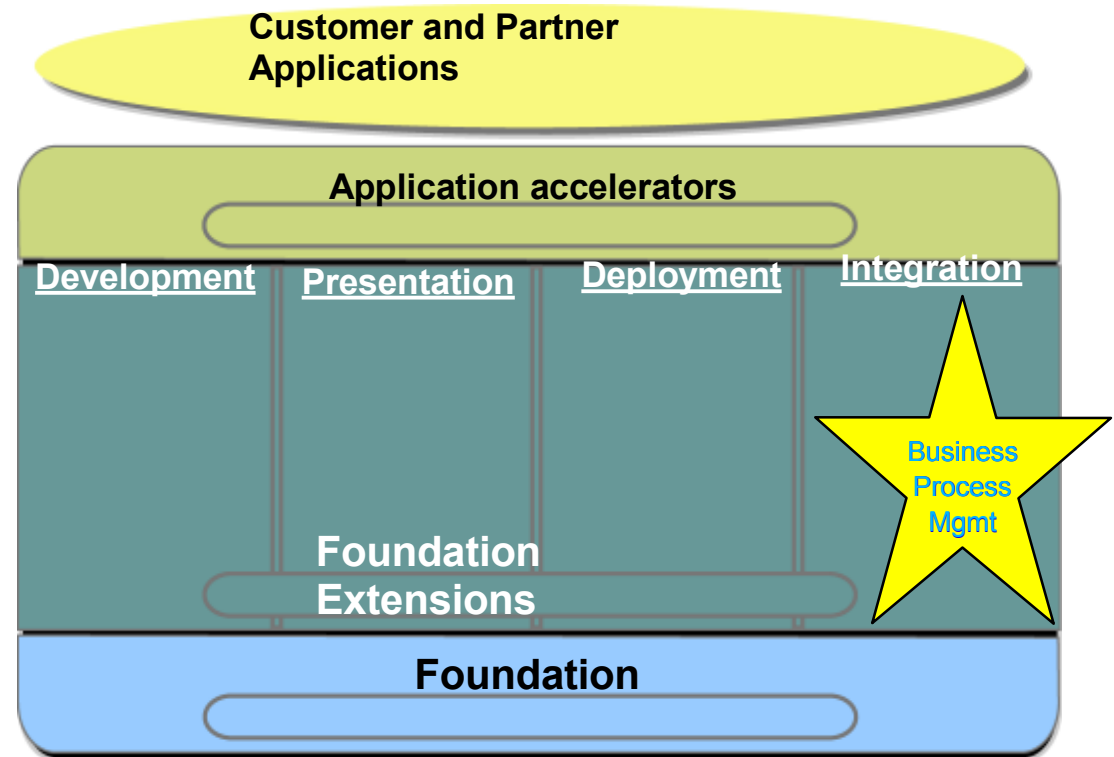 Customer and Partner
Applications
Application accelerators
Development
Presentation
Deployment
Integration
Business
Process
Mgmt
Foundation
Extensions
Foundation